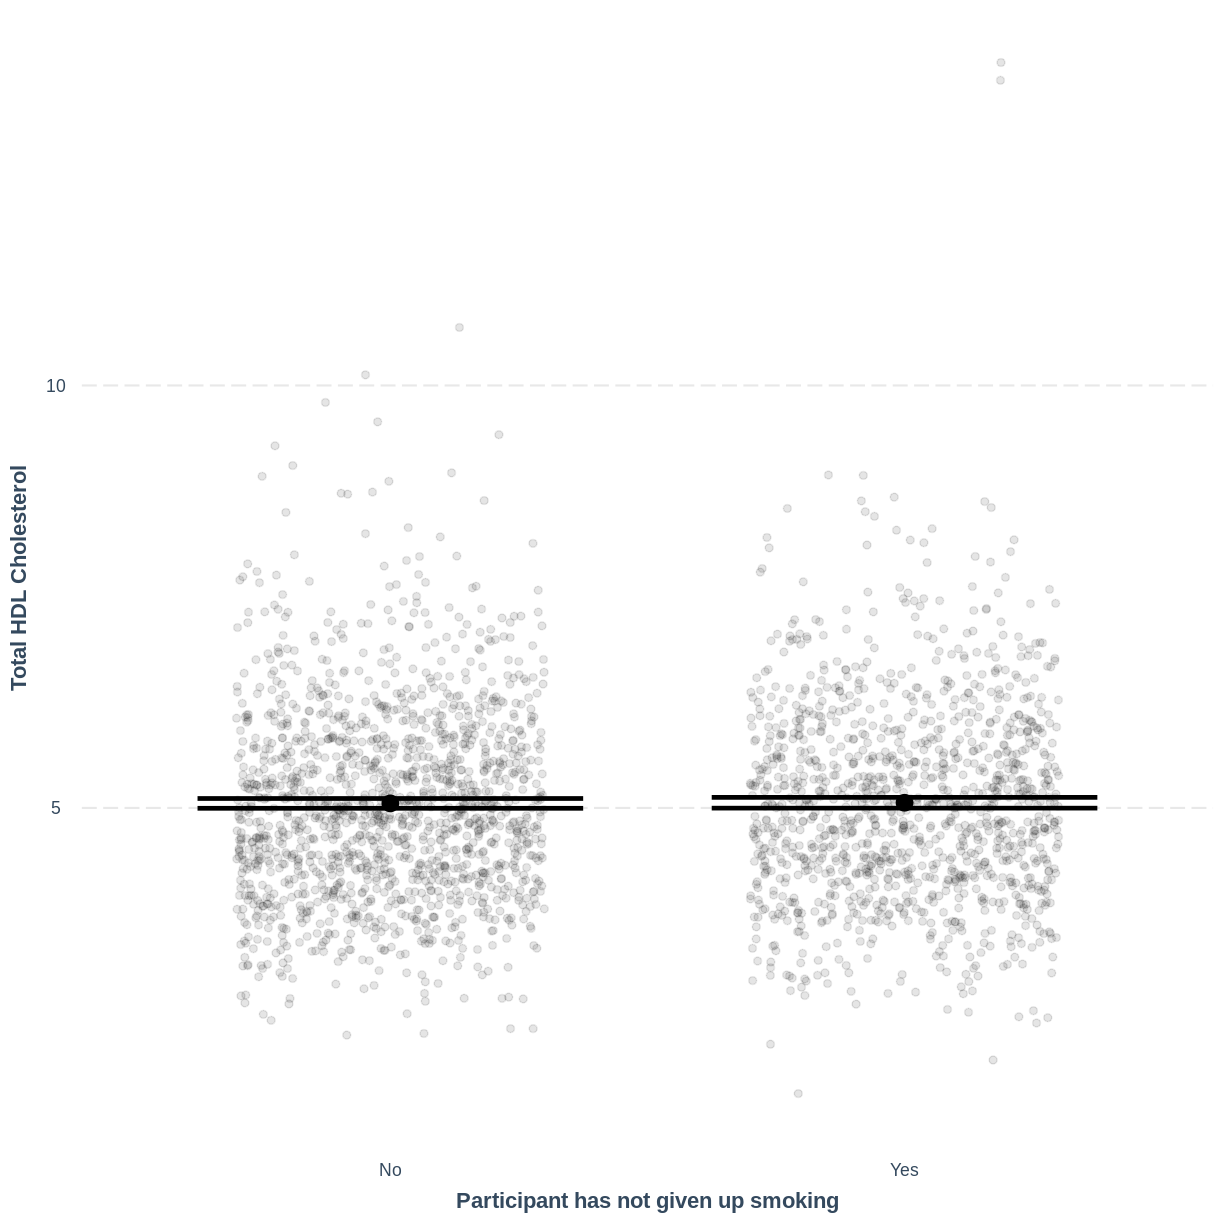 10
Total HDL Cholesterol
5
No
Yes
Participant has not given up smoking